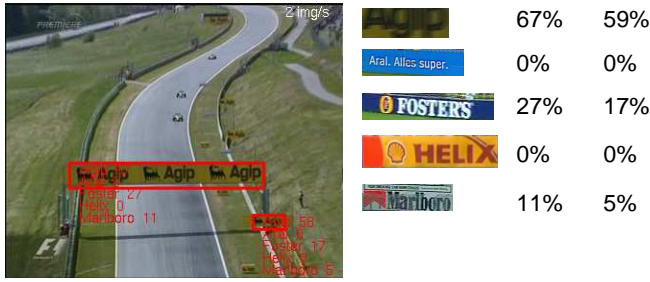 PREMIERE
2 img/s
Agip Agip Agip
Foster 27
Helix 0
Marlboro 11
F1
58
Foster 17
Marlboro 5
Agip 67% 59%
Aral. Alles super. 0% 0%
FOSTER'S 27% 17%
HELIX 0% 0%
Marlboro 11% 5%